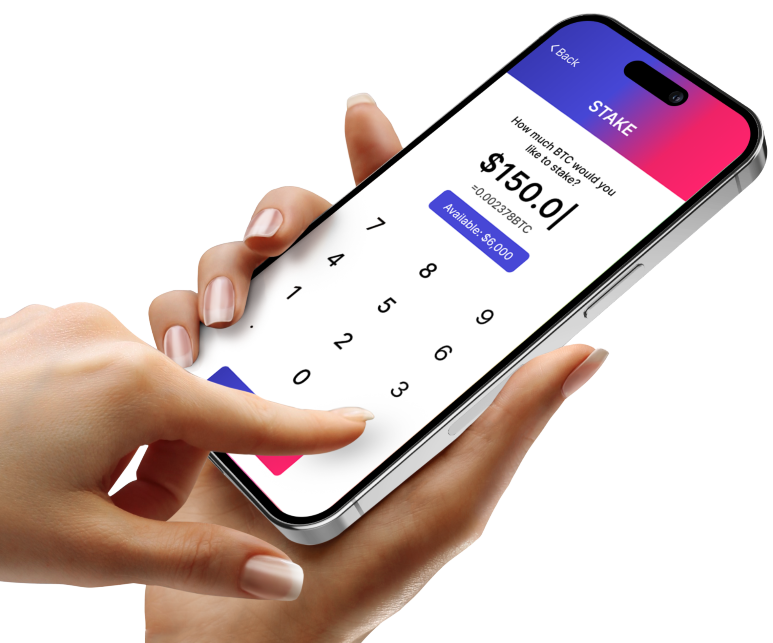 Back
STAKE
How much BTC would you
like to stake?
$150.0
=0.002378BTC
Available: $6,000
7 8 9
4 5 6
1 2 3
. 0